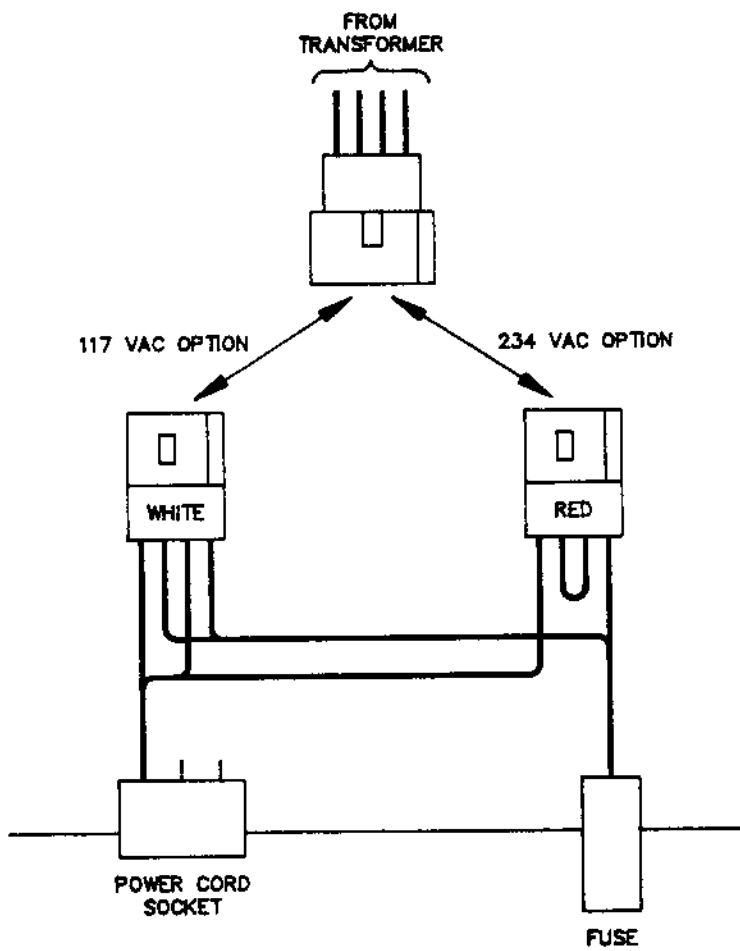 FROM
TRANSFORMER
117 VAC OPTION
234 VAC OPTION
WHITE
RED
POWER CORD
SOCKET
FUSE